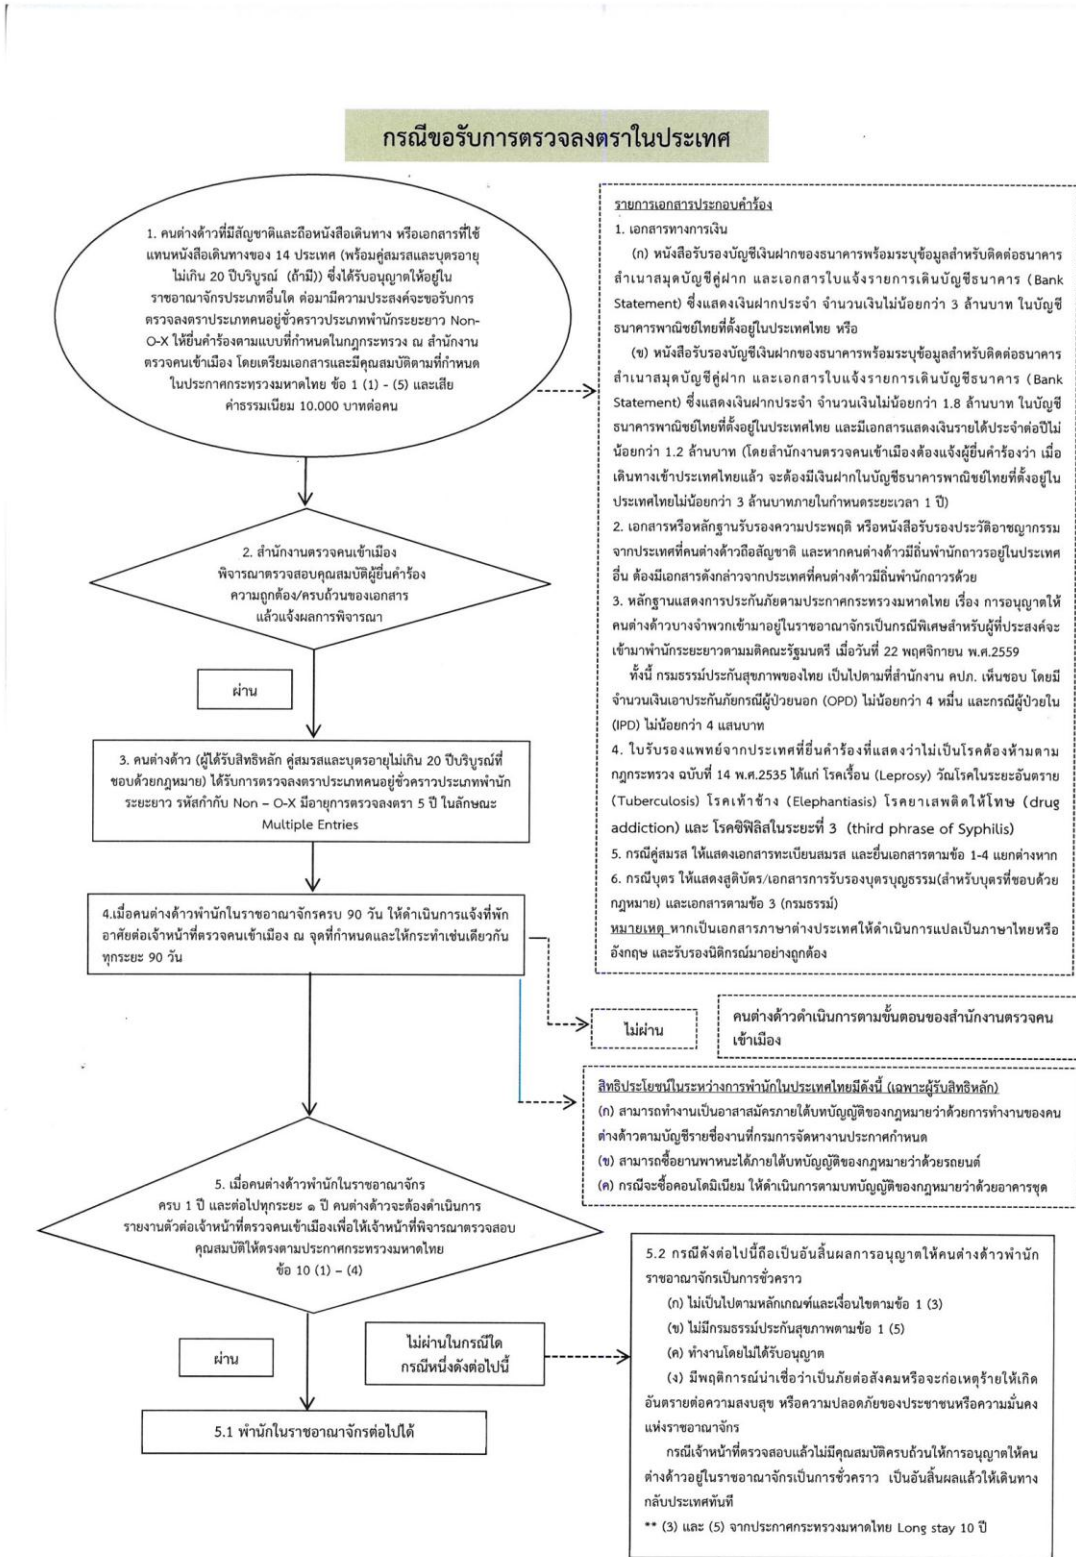 กรณีขอรับการตรวจลงตราในประเทศ
1. คนต่างด้าวที่มีสัญชาติและถือหนังสือเดินทาง หรือเอกสารที่ใช้
แทนหนังสือเดินทางของ 14 ประเทศ (พร้อมคู่สมรสและบุตรอายุ
ไม่เกิน 20 ปีบริบูรณ์ (ถ้ามี)) ซึ่งได้รับอนุญาตให้อยู่ใน
ราชอาณาจักรประเภทอื่นใด ต่อมามีความประสงค์จะขอรับการ
ตรวจลงตราประเภทคนอยู่ชั่วคราวประเภทพำนักระยะยาว Non-
O-X ให้ยื่นคำร้องตามแบบที่กำหนดในกฎกระทรวง ณ สำนักงาน
ตรวจคนเข้าเมือง โดยเตรียมเอกสารและมีคุณสมบัติตามที่กำหนด
ในประกาศกระทรวงมหาดไทย ข้อ 1 (1) - (5) และเสีย
ค่าธรรมเนียม 10.000 บาทต่อคน
รายการเอกสารประกอบคำร้อง
1. เอกสารทางการเงิน
(ก) หนังสือรับรองบัญชีเงินฝากของธนาคารพร้อมระบุข้อมูลสำหรับติดต่อธนาคาร
สำเนาสมุดบัญชีคู่ฝาก และเอกสารใบแจ้งรายการเดินบัญชีธนาคาร (Bank
Statement) ซึ่งแสดงเงินฝากประจำ จำนวนเงินไม่น้อยกว่า 3 ล้านบาท ในบัญชี
ธนาคารพาณิชย์ไทยที่ตั้งอยู่ในประเทศไทย หรือ
(ข) หนังสือรับรองบัญชีเงินฝากของธนาคารพร้อมระบุข้อมูลสำหรับติดต่อธนาคาร
สำเนาสมุดบัญชีคู่ฝาก และเอกสารใบแจ้งรายการเดินบัญชีธนาคาร (Bank
Statement) ซึ่งแสดงเงินฝากประจำ จำนวนเงินไม่น้อยกว่า 1.8 ล้านบาท ในบัญชี
ธนาคารพาณิชย์ไทยที่ตั้งอยู่ในประเทศไทย และมีเอกสารแสดงเงินรายได้ประจำต่อปีไม่
น้อยกว่า 1.2 ล้านบาท (โดยสำนักงานตรวจคนเข้าเมืองต้องแจ้งผู้ยื่นคำร้องว่า เมื่อ
เดินทางเข้าประเทศไทยแล้ว จะต้องมีเงินฝากในบัญชีธนาคารพาณิชย์ไทยที่ตั้งอยู่ใน
ประเทศไทยไม่น้อยกว่า 3 ล้านบาทภายในกำหนดระยะเวลา 1 ปี)
2. เอกสารหรือหลักฐานรับรองความประพฤติ หรือหนังสือรับรองประวัติอาชญากรรม
จากประเทศที่คนต่างด้าวถือสัญชาติ และหากคนต่างด้าวมีถิ่นพำนักถาวรอยู่ในประเทศ
อื่น ต้องมีเอกสารดังกล่าวจากประเทศที่คนต่างด้าวมีถิ่นพำนักถาวรด้วย
3. หลักฐานแสดงการประกันภัยตามประกาศกระทรวงมหาดไทย เรื่อง การอนุญาตให้
คนต่างด้าวบางจำพวกเข้ามาอยู่ในราชอาณาจักรเป็นกรณีพิเศษสำหรับผู้ที่ประสงค์จะ
เข้ามาพำนักระยะยาวตามมติคณะรัฐมนตรี เมื่อวันที่ 22 พฤศจิกายน พ.ศ.2559
ทั้งนี้ กรมธรรม์ประกันสุขภาพของไทย เป็นไปตามที่สำนักงาน คปภ. เห็นชอบ โดยมี
จำนวนเงินเอาประกันภัยกรณีผู้ป่วยนอก (OPD) ไม่น้อยกว่า 4 หมื่น และกรณีผู้ป่วยใน
(IPD) ไม่น้อยกว่า 4 แสนบาท
4. ใบรับรองแพทย์จากประเทศที่ยื่นคำร้องที่แสดงว่าไม่เป็นโรคต้องห้ามตาม
กฎกระทรวง ฉบับที่ 14 พ.ศ.2535 ได้แก่ โรคเรื้อน (Leprosy) วัณโรคในระยะอันตราย
(Tuberculosis) โรคเท้าช้าง (Elephantiasis) โรคยาเสพติดให้โทษ (drug
addiction) และ โรคซิฟิลิสในระยะที่ 3 (third phrase of Syphilis)
5. กรณีคู่สมรส ให้แสดงเอกสารทะเบียนสมรส และยื่นเอกสารตามข้อ 1-4 แยกต่างหาก
6. กรณีบุตร ให้แสดงสูติบัตร/เอกสารการรับรองบุตรบุญธรรม(สำหรับบุตรที่ชอบด้วย
กฎหมาย) และเอกสารตามข้อ 3 (กรมธรรม์)
หมายเหตุ หากเป็นเอกสารภาษาต่างประเทศให้ดำเนินการแปลเป็นภาษาไทยหรือ
อังกฤษ และรับรองนิติกรณ์มาอย่างถูกต้อง
2. สำนักงานตรวจคนเข้าเมือง
พิจารณาตรวจสอบคุณสมบัติผู้ยื่นคำร้อง
ความถูกต้อง/ครบถ้วนของเอกสาร
แล้วแจ้งผลการพิจารณา
ผ่าน
3. คนต่างด้าว (ผู้ได้รับสิทธิหลัก คู่สมรสและบุตรอายุไม่เกิน 20 ปีบริบูรณ์ที่
ชอบด้วยกฎหมาย) ได้รับการตรวจลงตราประเภทคนอยู่ชั่วคราวประเภทพำนัก
ระยะยาว รหัสกำกับ Non – O-X มีอายุการตรวจลงตรา 5 ปี ในลักษณะ
Multiple Entries
4.เมื่อคนต่างด้าวพำนักในราชอาณาจักรครบ 90 วัน ให้ดำเนินการแจ้งที่พัก
อาศัยต่อเจ้าหน้าที่ตรวจคนเข้าเมือง ณ จุดที่กำหนดและให้กระทำเช่นเดียวกัน
ทุกระยะ 90 วัน
ไม่ผ่าน
คนต่างด้าวดำเนินการตามขั้นตอนของสำนักงานตรวจคน
เข้าเมือง
สิทธิประโยชน์ในระหว่างการพำนักในประเทศไทยมีดังนี้ (เฉพาะผู้รับสิทธิหลัก)
(ก) สามารถทำงานเป็นอาสาสมัครภายใต้บทบัญญัติของกฎหมายว่าด้วยการทำงานของคน
ต่างด้าวตามบัญชีรายชื่องานที่กรมการจัดหางานประกาศกำหนด
(ข) สามารถซื้อยานพาหนะได้ภายใต้บทบัญญัติของกฎหมายว่าด้วยรถยนต์
(ค) กรณีจะซื้อคอนโดมิเนียม ให้ดำเนินการตามบทบัญญัติของกฎหมายว่าด้วยอาคารชุด
5. เมื่อคนต่างด้าวพำนักในราชอาณาจักร
ครบ 1 ปี และต่อไปทุกระยะ ๑ ปี คนต่างด้าวจะต้องดำเนินการ
รายงานตัวต่อเจ้าหน้าที่ตรวจคนเข้าเมืองเพื่อให้เจ้าหน้าที่พิจารณาตรวจสอบ
คุณสมบัติให้ตรงตามประกาศกระทรวงมหาดไทย
ข้อ 10 (1) – (4)
ผ่าน
ไม่ผ่านในกรณีใด
กรณีหนึ่งดังต่อไปนี้
5.1 พำนักในราชอาณาจักรต่อไปได้
5.2 กรณีดังต่อไปนี้ถือเป็นอันสิ้นผลการอนุญาตให้คนต่างด้าวพำนัก
ราชอาณาจักรเป็นการชั่วคราว
(ก) ไม่เป็นไปตามหลักเกณฑ์และเงื่อนไขตามข้อ 1 (3)
(ข) ไม่มีกรมธรรม์ประกันสุขภาพตามข้อ 1 (5)
(ค) ทำงานโดยไม่ได้รับอนุญาต
(ง) มีพฤติการณ์น่าเชื่อว่าเป็นภัยต่อสังคมหรือจะก่อเหตุร้ายให้เกิด
อันตรายต่อความสงบสุข หรือความปลอดภัยของประชาชนหรือความมั่นคง
แห่งราชอาณาจักร
กรณีเจ้าหน้าที่ตรวจสอบแล้วไม่มีคุณสมบัติครบถ้วนให้การอนุญาตให้คน
ต่างด้าวอยู่ในราชอาณาจักรเป็นการชั่วคราว เป็นอันสิ้นผลแล้วให้เดินทาง
กลับประเทศทันที
** (3) และ (5) จากประกาศกระทรวงมหาดไทย Long stay 10 ปี